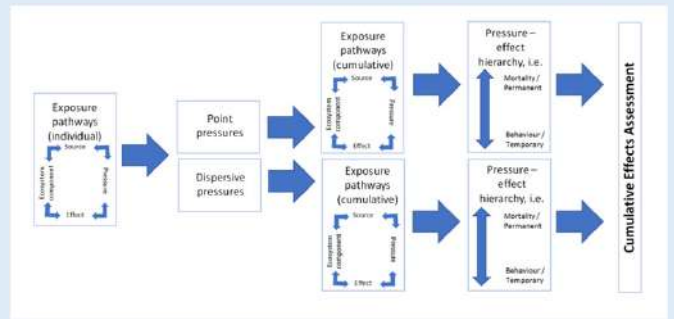 Exposure
pathways
(individual)
Source
Ecosystem
component
Pressure
Effect
Point
pressures
Dispersive
pressures
Exposure
pathways
(cumulative)
Source
Ecosystem
component
Pressure
Effect
Pressure –
effect
hierarchy, i.e.
Mortality /
Permanent
Behaviour /
Temporary
Exposure
pathways
(cumulative)
Source
Ecosystem
component
Pressure
Effect
Pressure –
effect
hierarchy, i.e.
Mortality /
Permanent
Behaviour /
Temporary
Cumulative Effects Assessment